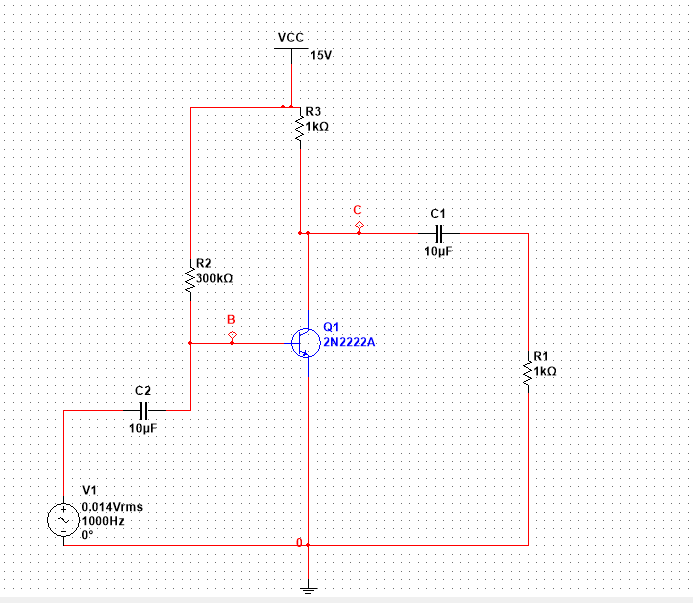 VCC
15V
R3
1kΩ
C
C1
10µF
R2
300kΩ
B
Q1
2N2222A
R1
1kΩ
C2
10µF
V1
0.014Vrms
1000Hz
0°
0